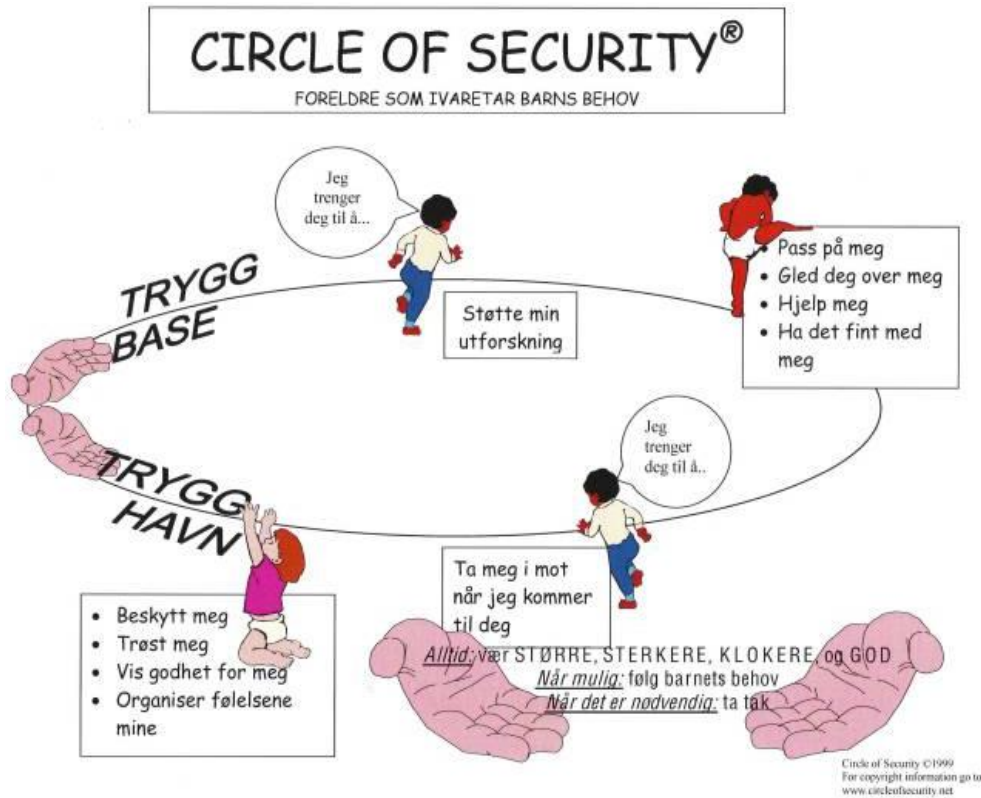 CIRCLE OF SECURITY®
FORELDRE SOM IVARETAR BARNS BEHOV
Jeg
trenger
deg til å...
TRYGG
BASE
Støtte min
utforskning
• Pass på meg
• Gled deg over meg
• Hjelp meg
• Ha det fint med
meg
Jeg
trenger
deg til å..
TRYGG
HAVN
Ta meg i mot
når jeg kommer
til deg
• Beskytt meg
• Trøst meg
• Vis godhet for meg
• Organiser følelsene
mine
Alltid: vær STØRRE, STERKERE, KLOKERE, og GOD
Når mulig: følg barnets behov
Når det er nødvendig: ta tak
Circle of Security ©1999
For copyright information go to
www.circleofsecurity.net